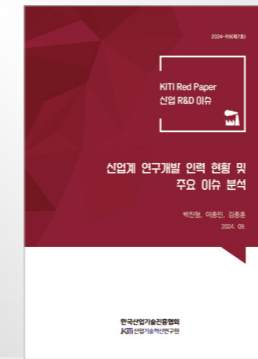 2024-이슈(제7호)
KITI Red Paper
산업 R&D 이슈
산업계 연구개발 인력 현황 및
주요 이슈 분석
박진형, 이종민, 김종훈
2024. 09.
한국산업기술진흥협회
KITI 산업기술혁신연구원